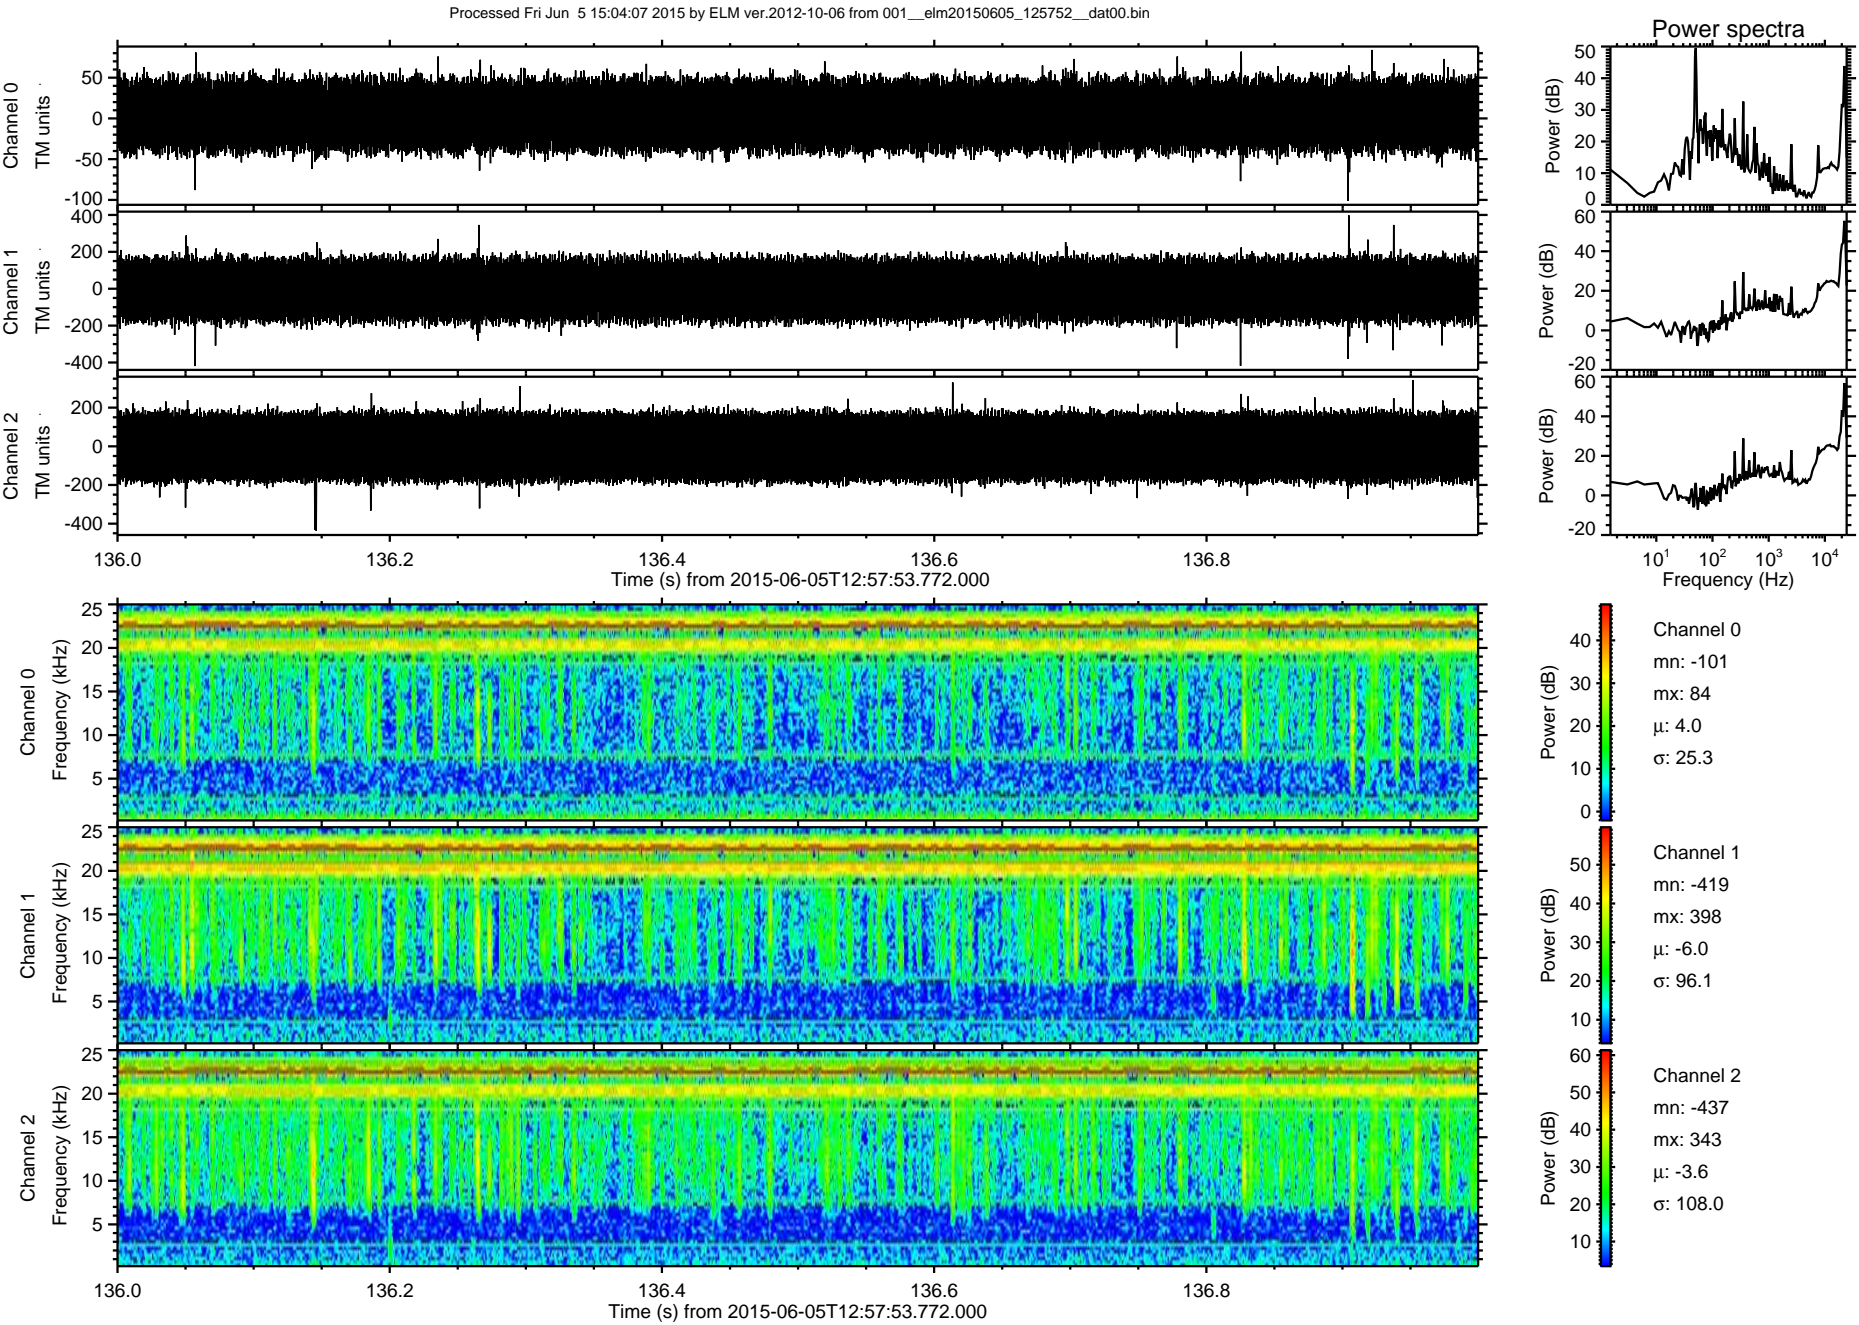 Processed Fri Jun 5 15:04:07 2015 by ELM ver.2012-10-06 from 001__elm20150605_125752__dat00.bin
Power spectra
Channel 0
TM units
50
0
-50
-100
Power (dB)
50
40
30
20
10
0
Channel 1
TM units
400
200
0
-200
-400
Power (dB)
60
40
20
0
-20
Channel 2
TM units
200
0
-200
-400
Power (dB)
60
40
20
0
-20
136.0 136.2 136.4 136.6 136.8
Time (s) from 2015-06-05T12:57:53.772.000
10¹ 10² 10³ 10⁴
Frequency (Hz)
Channel 0
Frequency (kHz)
25
20
15
10
5
Power (dB)
40
30
20
10
0
Channel 0
mn: -101
mx: 84
µ: 4.0
σ: 25.3
Channel 1
Frequency (kHz)
25
20
15
10
5
Power (dB)
50
40
30
20
10
Channel 1
mn: -419
mx: 398
µ: -6.0
σ: 96.1
Channel 2
Frequency (kHz)
25
20
15
10
5
Power (dB)
60
50
40
30
20
10
Channel 2
mn: -437
mx: 343
µ: -3.6
σ: 108.0
136.0 136.2 136.4 136.6 136.8
Time (s) from 2015-06-05T12:57:53.772.000